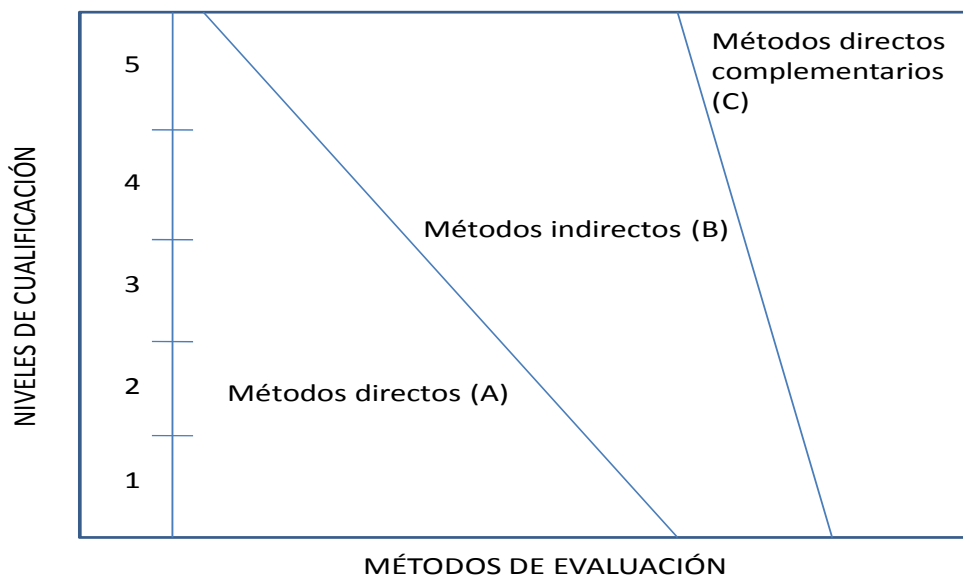 NIVELES DE CUALIFICACIÓN
5
4
3
2
1
Métodos directos
complementarios
(C)
Métodos indirectos (B)
Métodos directos (A)
MÉTODOS DE EVALUACIÓN